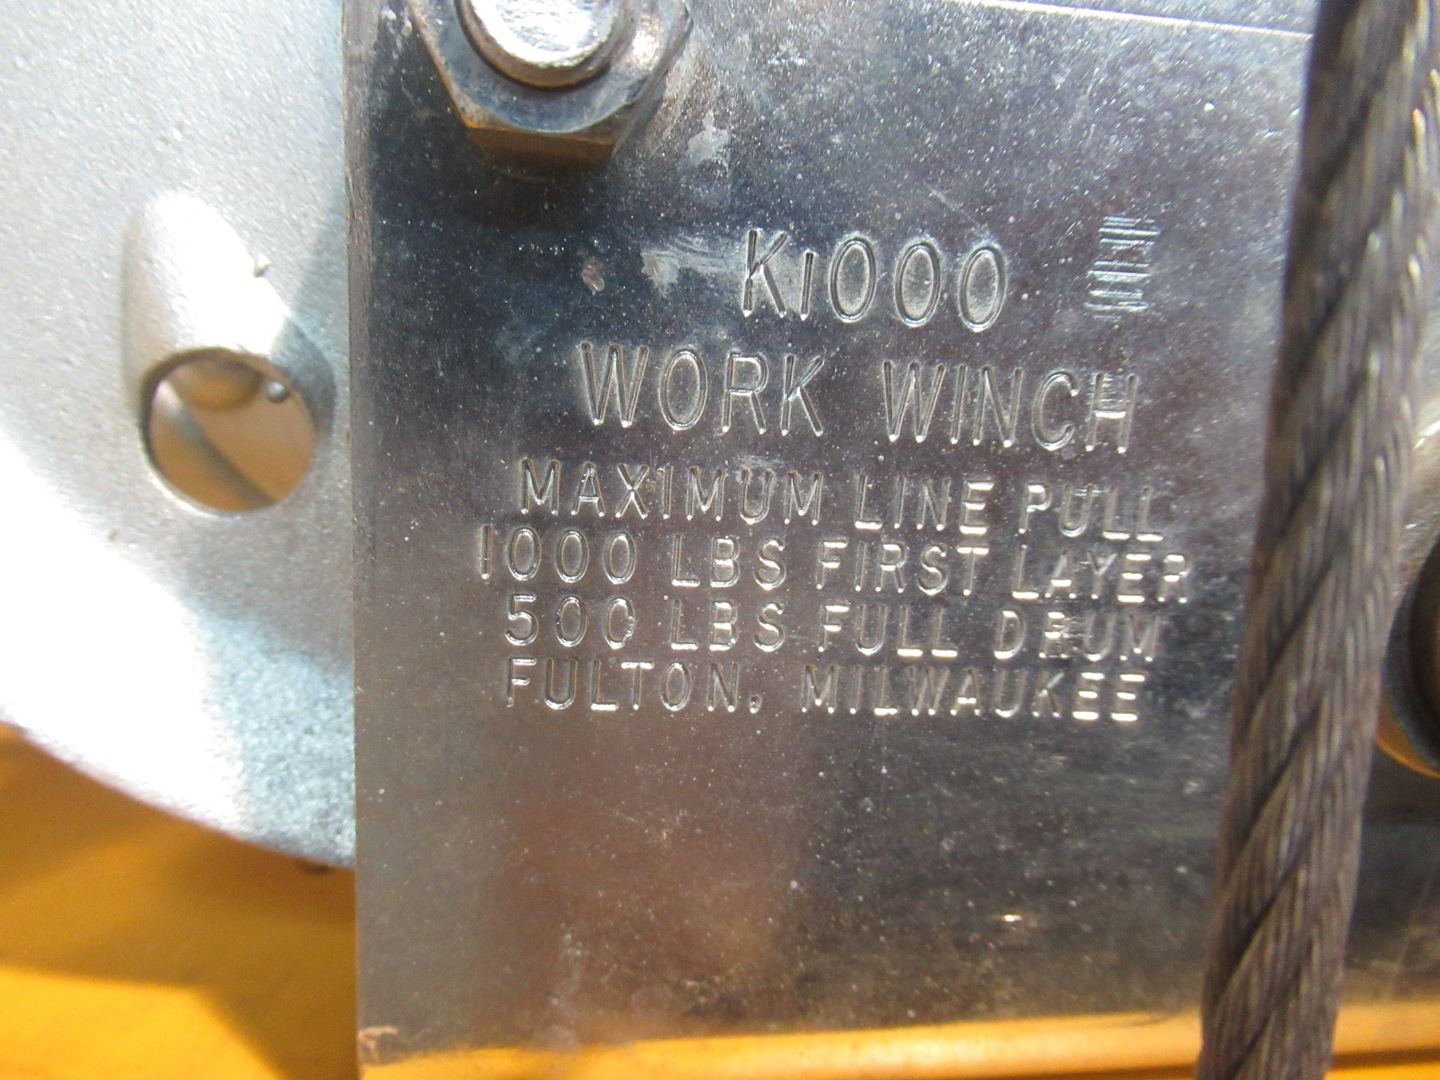 K1000
WORK WINCH
MAXIMUM LINE PULL
1000 LBS FIRST LAYER
500 LBS FULL DRUM
FULTON, MILWAUKEE